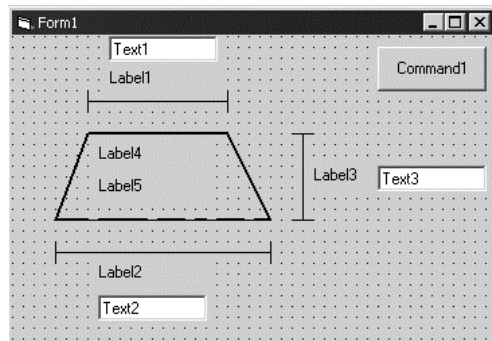 Form1
Text1
Command1
Label1
Label4
Label3
Text3
Label5
Label2
Text2